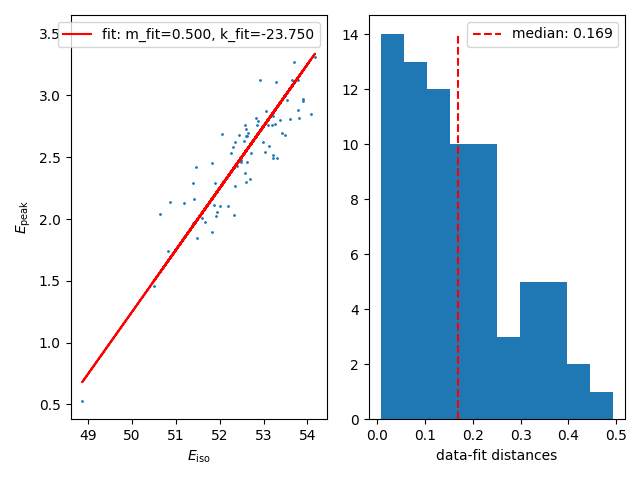 fit: m_fit=0.500, k_fit=-23.750
3.5
3.0
2.5
2.0
1.5
1.0
0.5
E_peak
49 50 51 52 53 54
E_iso
median: 0.169
14
12
10
8
6
4
2
0
0.0 0.1 0.2 0.3 0.4 0.5
data-fit distances